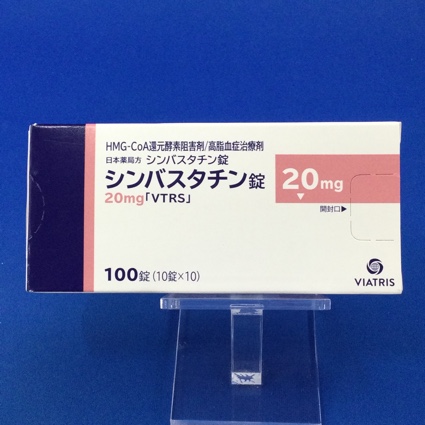 HMG-CoA還元酵素阻害剤/高脂血症治療剤
日本薬局方 シンバスタチン錠
シンバスタチン錠
20mg「VTRS」
20mg
開封口▶
100錠(10錠×10)
VIATRIS